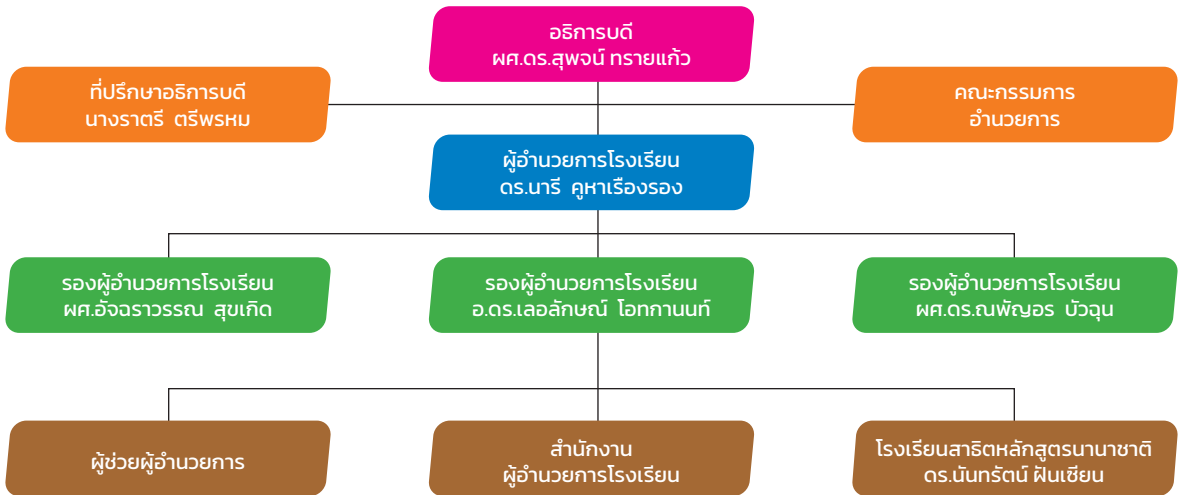 อธิการบดี
ผศ.ดร.สุพจน์ ทรายแก้ว
ที่ปรึกษาอธิการบดี
นางราตรี ตรีพรหม
คณะกรรมการ
อำนวยการ
ผู้อำนวยการโรงเรียน
ดร.นารี คูหาเรืองรอง
รองผู้อำนวยการโรงเรียน
ผศ.อัจฉราวรรณ สุขเกิด
รองผู้อำนวยการโรงเรียน
อ.ดร.เลอลักษณ์ โอทกานนท์
รองผู้อำนวยการโรงเรียน
ผศ.ดร.ณพัญอร บัวฉุน
ผู้ช่วยผู้อำนวยการ
สำนักงาน
ผู้อำนวยการโรงเรียน
โรงเรียนสาธิตหลักสูตรนานาชาติ
ดร.นันทรัตน์ ฝันเซียน